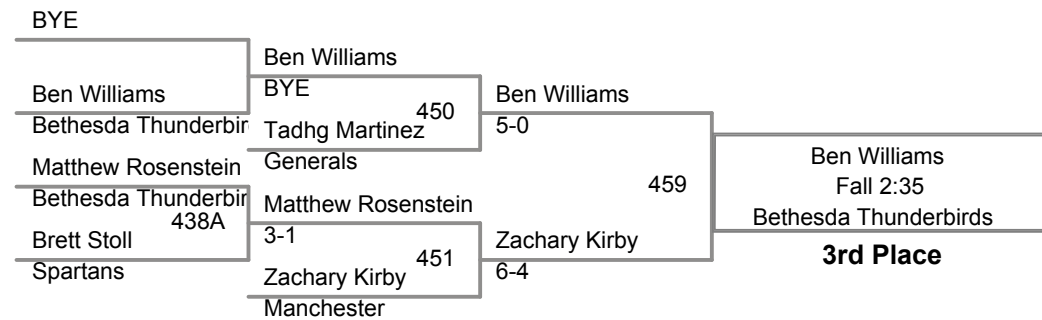 BYE
Ben Williams
Bethesda Thunderbir
Matthew Rosenstein
Bethesda Thunderbir
438A
Brett Stoll
Spartans
Ben Williams
BYE
450
Tadhg Martinez
Generals
Matthew Rosenstein
3-1
451
Zachary Kirby
Manchester
Ben Williams
5-0
459
Zachary Kirby
6-4
Ben Williams
Fall 2:35
Bethesda Thunderbirds
3rd Place